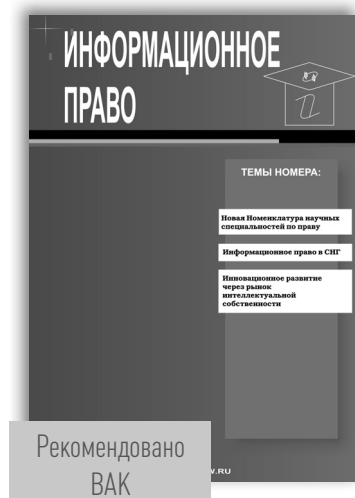 ИНФОРМАЦИОННОЕ
ПРАВО
ТЕМЫ НОМЕРА:
Новая Номенклатура научных
специальностей по праву
Информационное право в СНГ
Инновационное развитие
через рынок
интеллектуальной
собственности
W.RU
Рекомендовано
ВАК